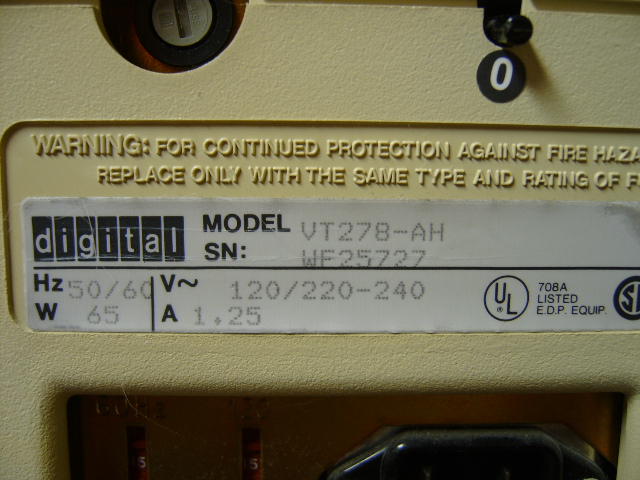 0
WARNING: FOR CONTINUED PROTECTION AGAINST FIRE HAZA
REPLACE ONLY WITH THE SAME TYPE AND RATING OF F
digital MODEL VT278-AH
SN: WF25727
Hz 50/60 V~ 120/220-240
W 65 A 1.25
UL ®
708A
LISTED
E.D.P. EQUIP.